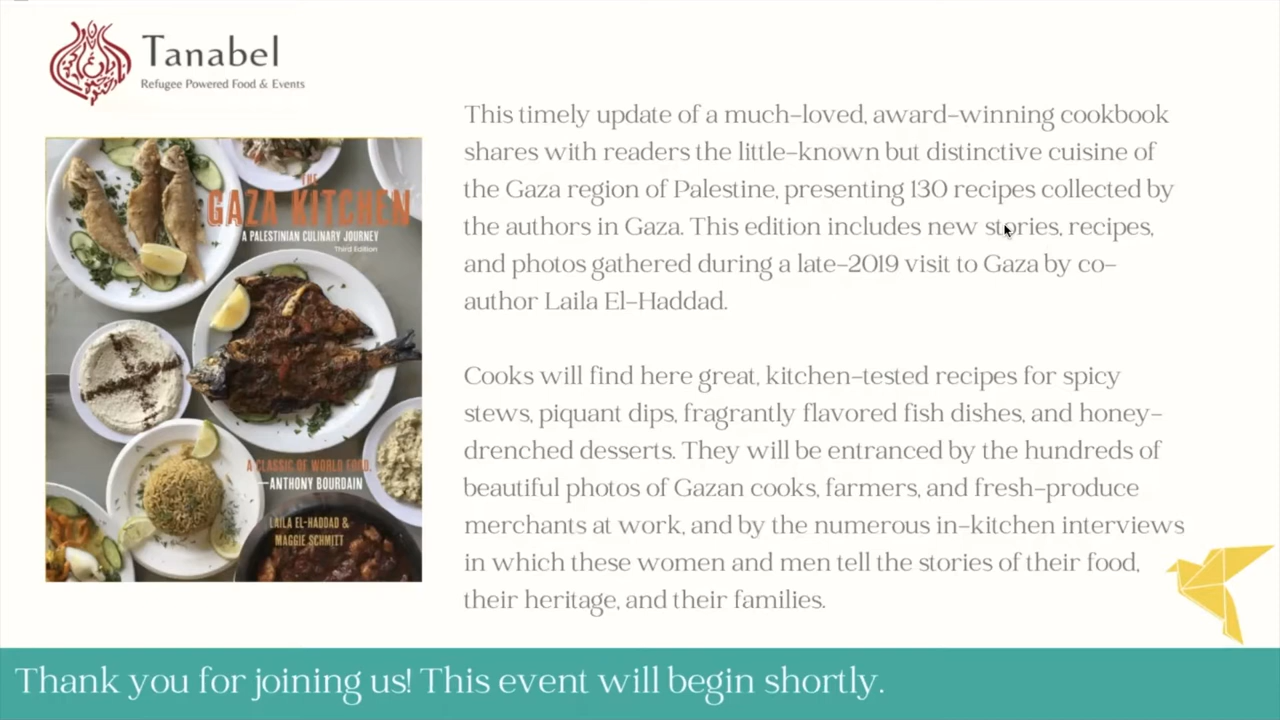 Tanabel
Refugee Powered Food & Events
THE
GAZA KITCHEN
A PALESTINIAN CULINARY JOURNEY
Third Edition
A CLASSIC OF WORLD FOOD.
—ANTHONY BOURDAIN
LAILA EL-HADDAD &
MAGGIE SCHMITT
This timely update of a much-loved, award-winning cookbook
shares with readers the little-known but distinctive cuisine of
the Gaza region of Palestine, presenting 130 recipes collected by
the authors in Gaza. This edition includes new stories, recipes,
and photos gathered during a late-2019 visit to Gaza by co-
author Laila El-Haddad.
Cooks will find here great, kitchen-tested recipes for spicy
stews, piquant dips, fragrantly flavored fish dishes, and honey-
drenched desserts. They will be entranced by the hundreds of
beautiful photos of Gazan cooks, farmers, and fresh-produce
merchants at work, and by the numerous in-kitchen interviews
in which these women and men tell the stories of their food,
their heritage, and their families.
Thank you for joining us! This event will begin shortly.